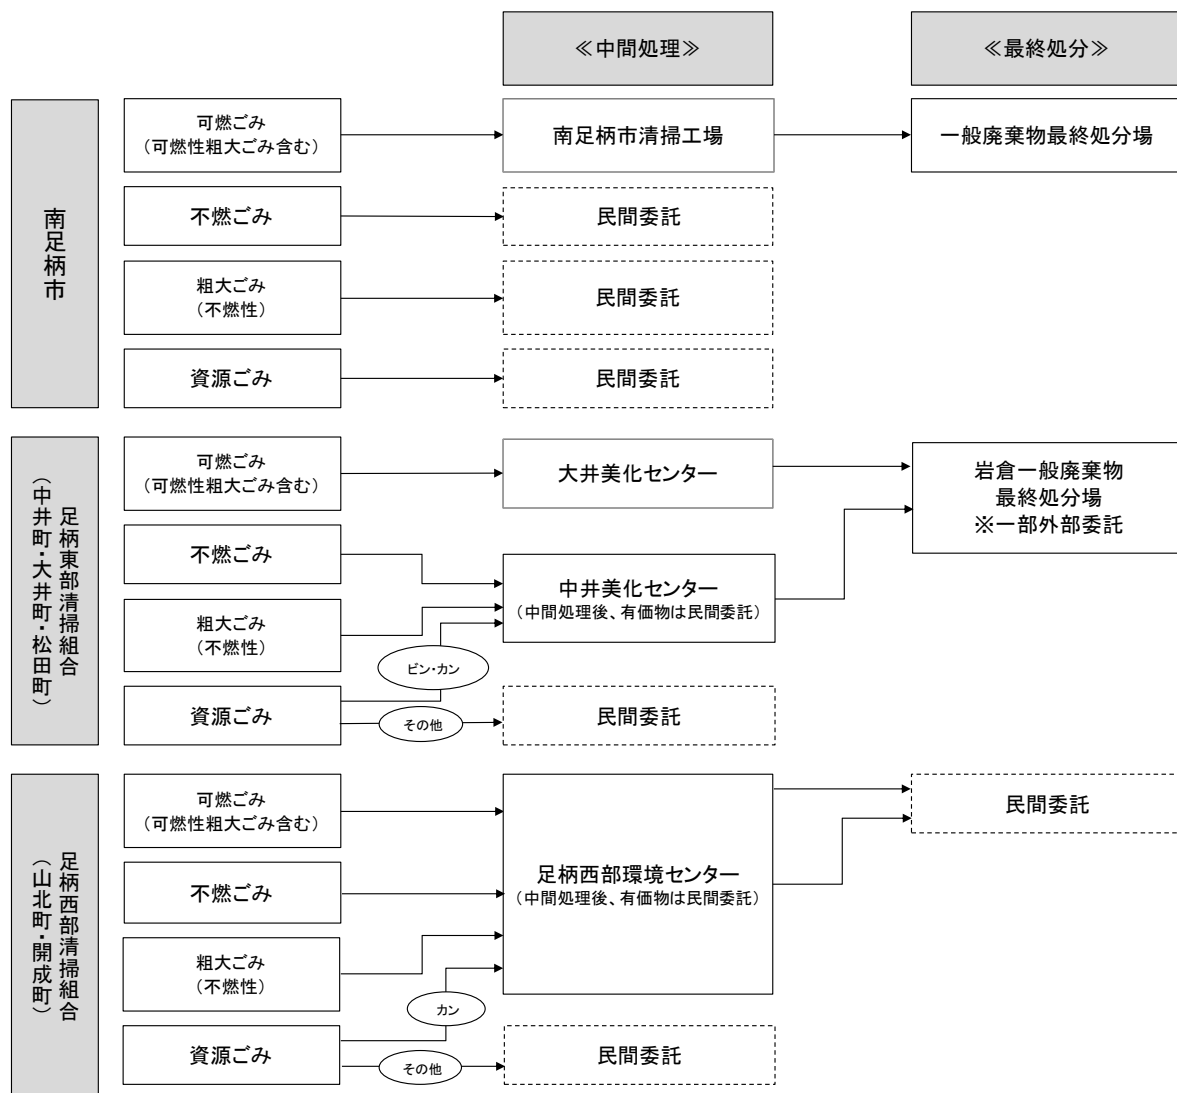 ≪中間処理≫
≪最終処分≫
南足柄市
可燃ごみ
（可燃性粗大ごみ含む）
南足柄市清掃工場
一般廃棄物最終処分場
不燃ごみ
民間委託
粗大ごみ
（不燃性）
民間委託
資源ごみ
民間委託
足柄東部清掃組合
（中井町・大井町・松田町）
可燃ごみ
（可燃性粗大ごみ含む）
大井美化センター
岩倉一般廃棄物
最終処分場
※一部外部委託
不燃ごみ
中井美化センター
（中間処理後、有価物は民間委託）
粗大ごみ
（不燃性）
ビン・カン
資源ごみ
その他
民間委託
足柄西部清掃組合
（山北町・開成町）
可燃ごみ
（可燃性粗大ごみ含む）
民間委託
不燃ごみ
足柄西部環境センター
（中間処理後、有価物は民間委託）
粗大ごみ
（不燃性）
カン
資源ごみ
その他
民間委託